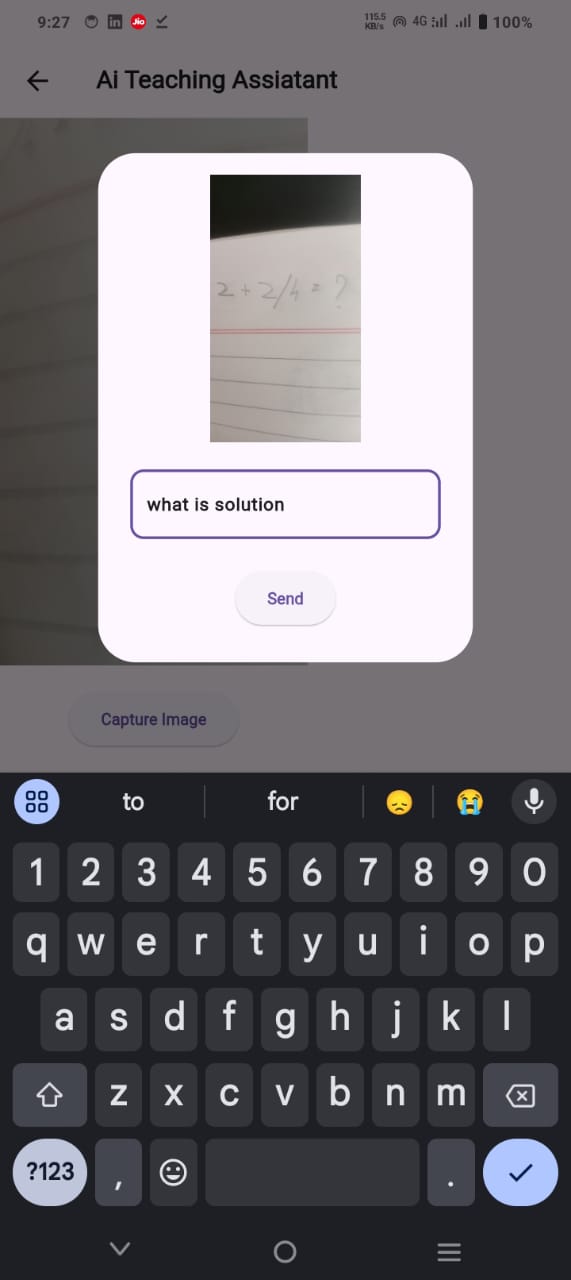 9:27 in Jio 115.5 KB/s 4G 100%
Ai Teaching Assiatant
2 + 2/4 = ?
what is solution
Send
Capture Image
to for
1 2 3 4 5 6 7 8 9 0
q w e r t y u i o p
a s d f g h j k l
z x c v b n m
?123 , .